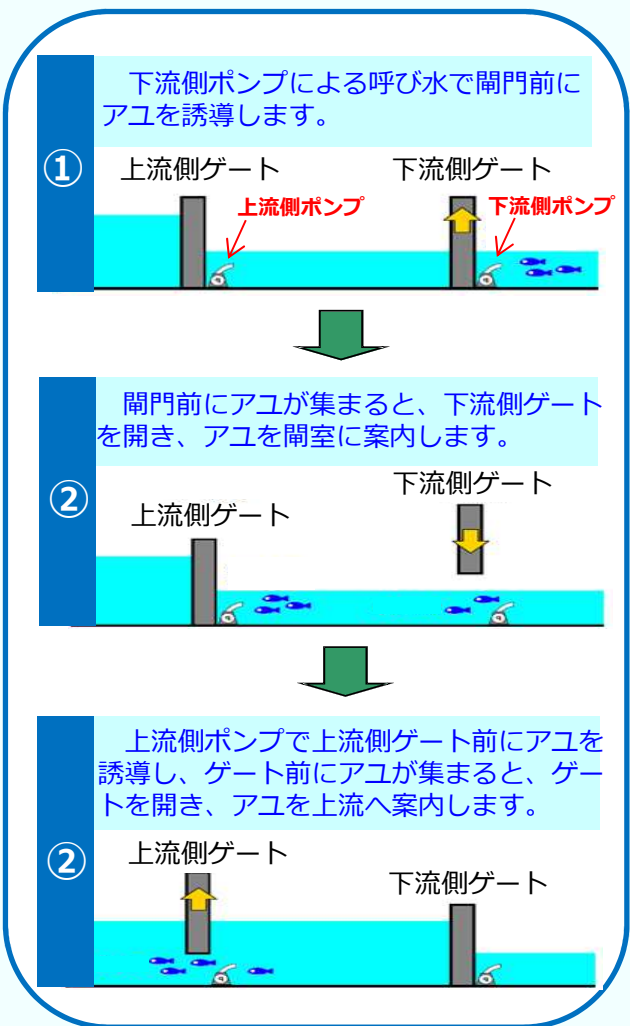 下流側ポンプによる呼び水で閘門前に
アユを誘導します。
①
上流側ゲート
下流側ゲート
上流側ポンプ
下流側ポンプ
閘門前にアユが集まると、下流側ゲート
を開き、アユを閘室に案内します。
②
下流側ゲート
上流側ゲート
上流側ポンプで上流側ゲート前にアユを
誘導し、ゲート前にアユが集まると、ゲー
トを開き、アユを上流へ案内します。
②
上流側ゲート
下流側ゲート